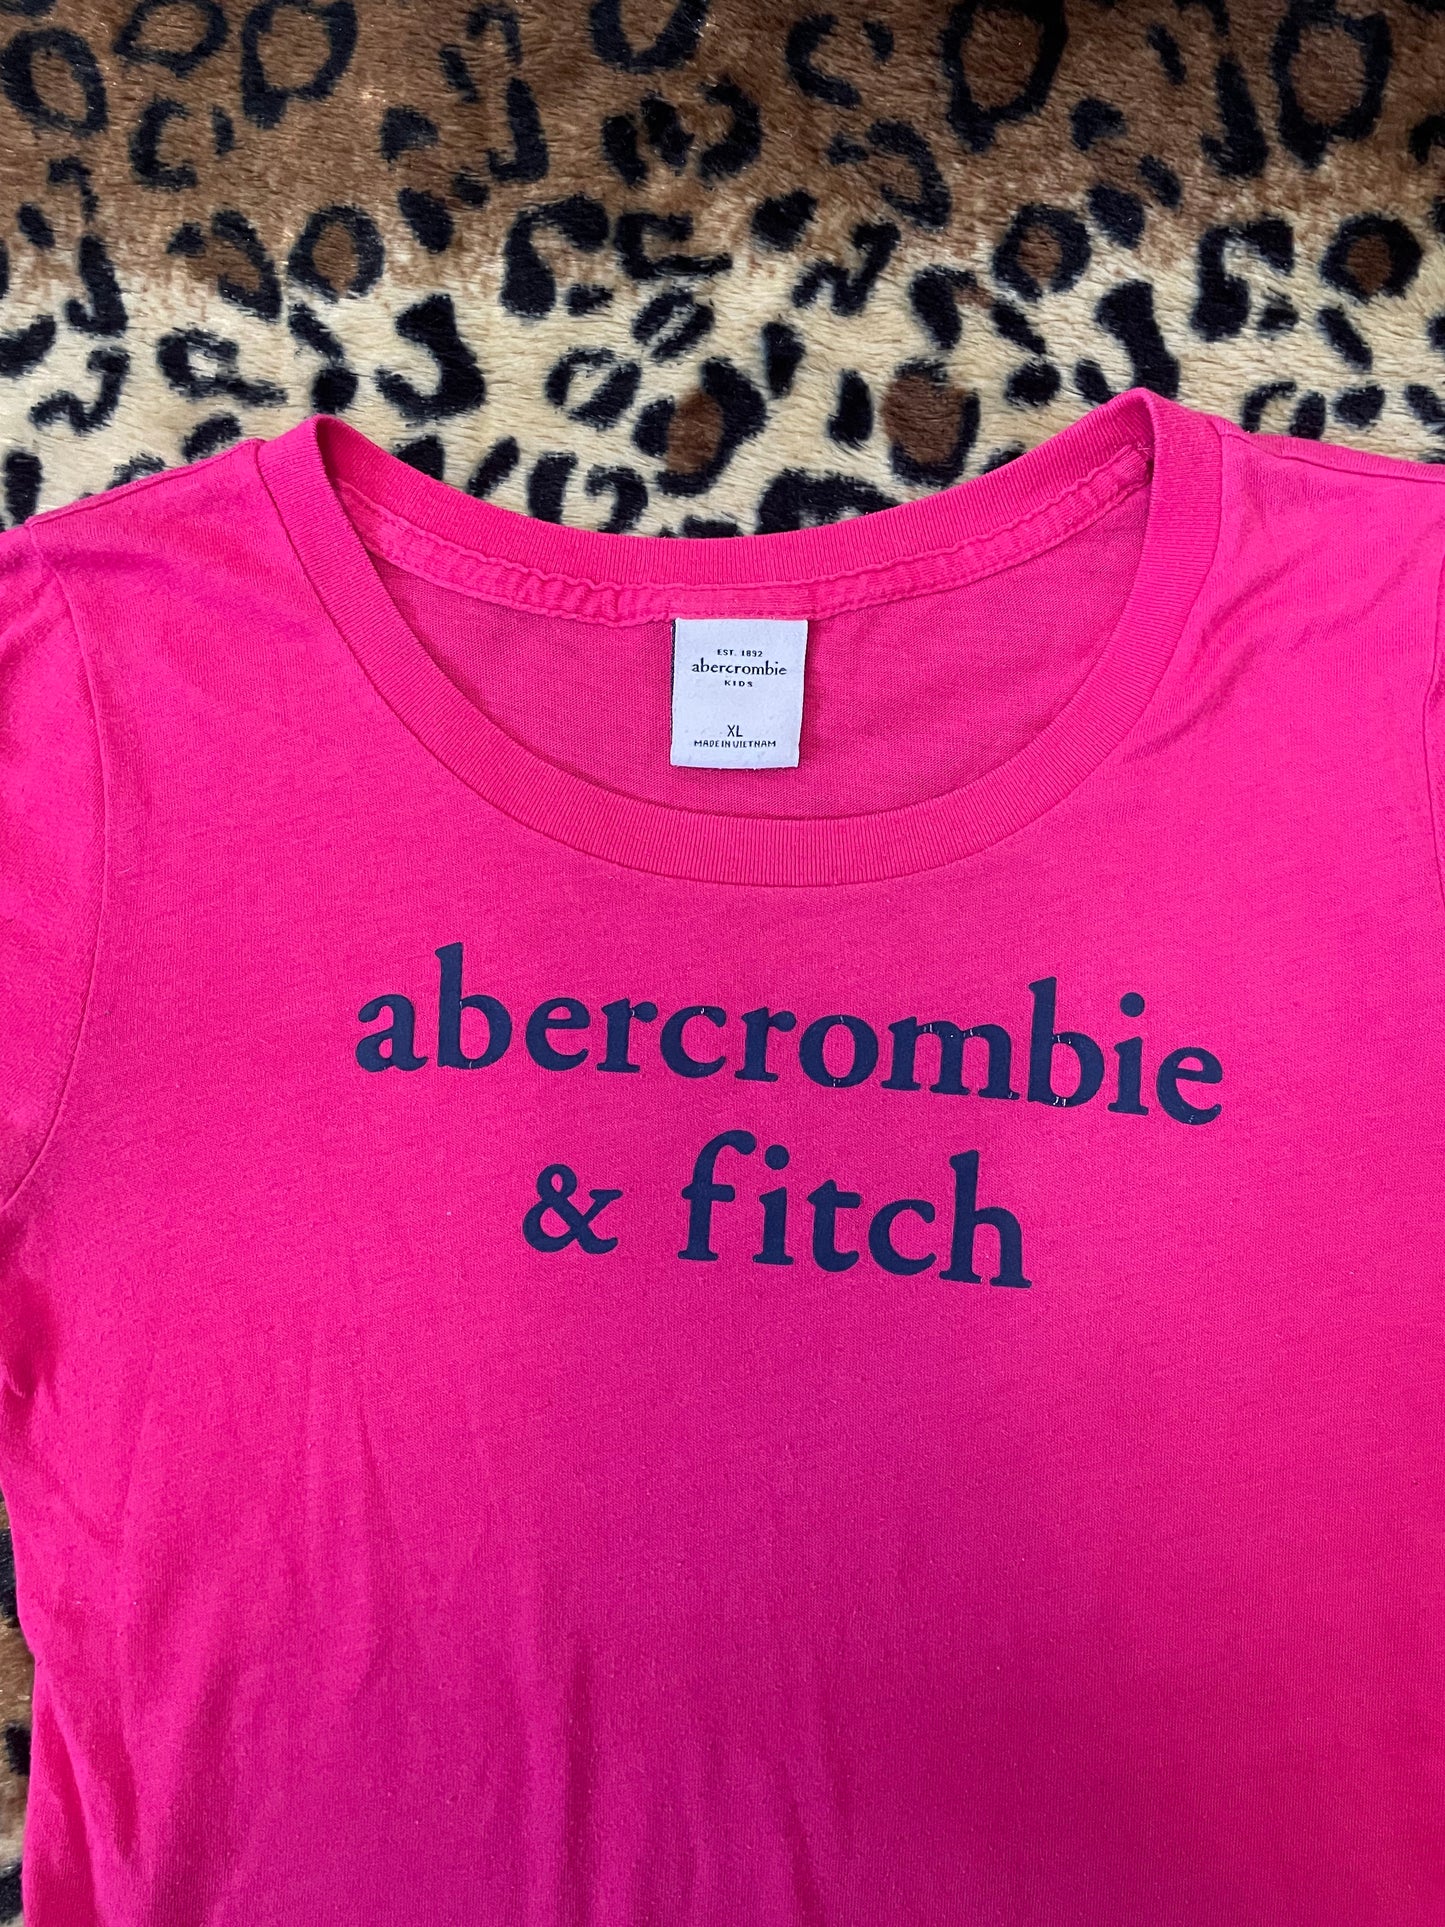 EST. 1892
abercrombie
KIDS
XL
MADE IN VIETNAM
abercrombie
& fitch